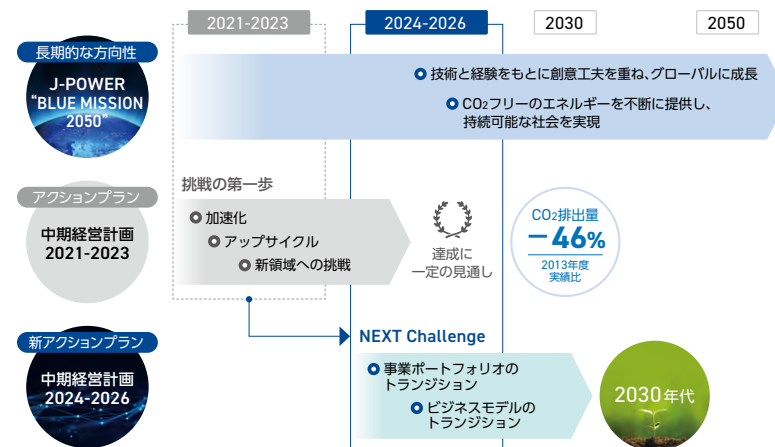 2021-2023
2024-2026
2030
2050
長期的な方向性
J-POWER
“BLUE MISSION
2050”
技術と経験をもとに創意工夫を重ね、グローバルに成長
CO2フリーのエネルギーを不断に提供し、
持続可能な社会を実現
アクションプラン
中期経営計画
2021-2023
挑戦の第一歩
加速化
アップサイクル
新領域への挑戦
達成に
一定の見通し
CO2排出量
－46%
2013年度
実績比
新アクションプラン
中期経営計画
2024-2026
NEXT Challenge
事業ポートフォリオの
トランジション
ビジネスモデルの
トランジション
2030年代